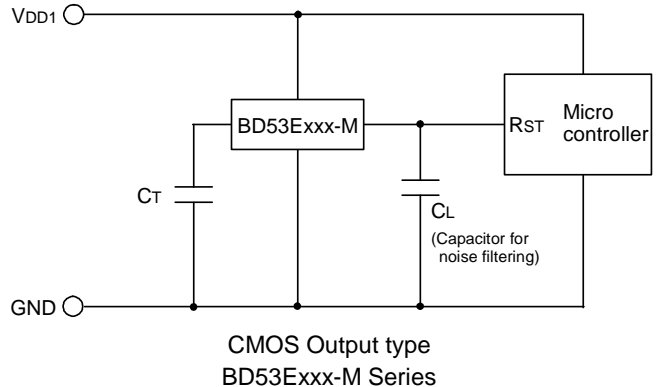 VDD1
BD53Exxx-M
RST
Micro
controller
CT
CL
(Capacitor for
noise filtering)
GND
CMOS Output type
BD53Exxx-M Series